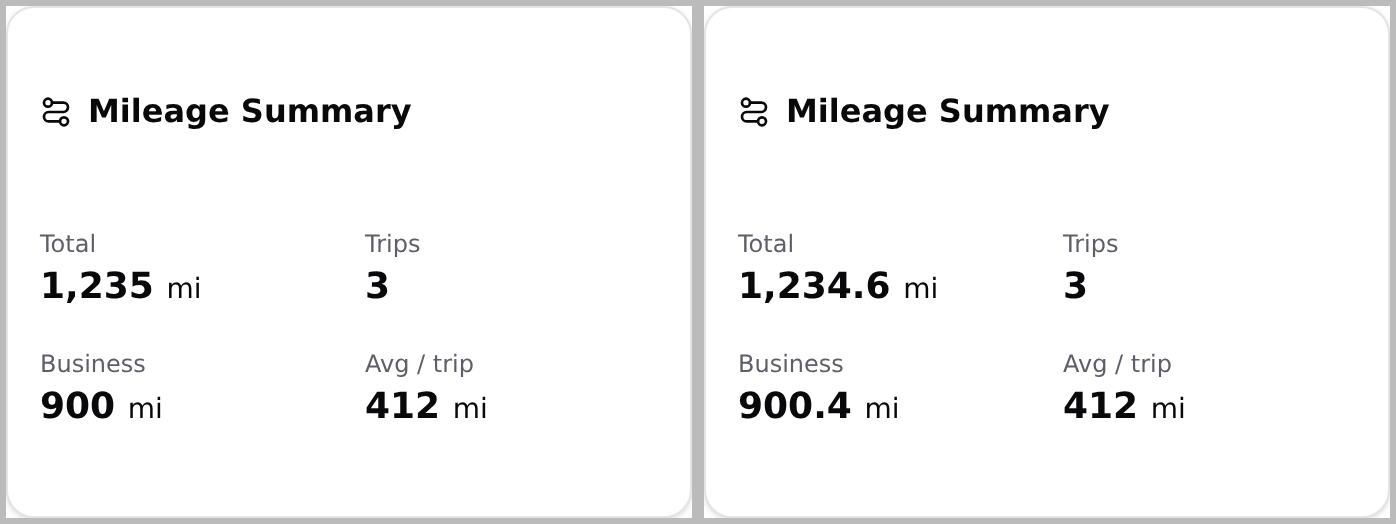 Mileage Summary
Total
1,235 mi
Trips
3
Business
900 mi
Avg / trip
412 mi
Mileage Summary
Total
1,234.6 mi
Trips
3
Business
900.4 mi
Avg / trip
412 mi